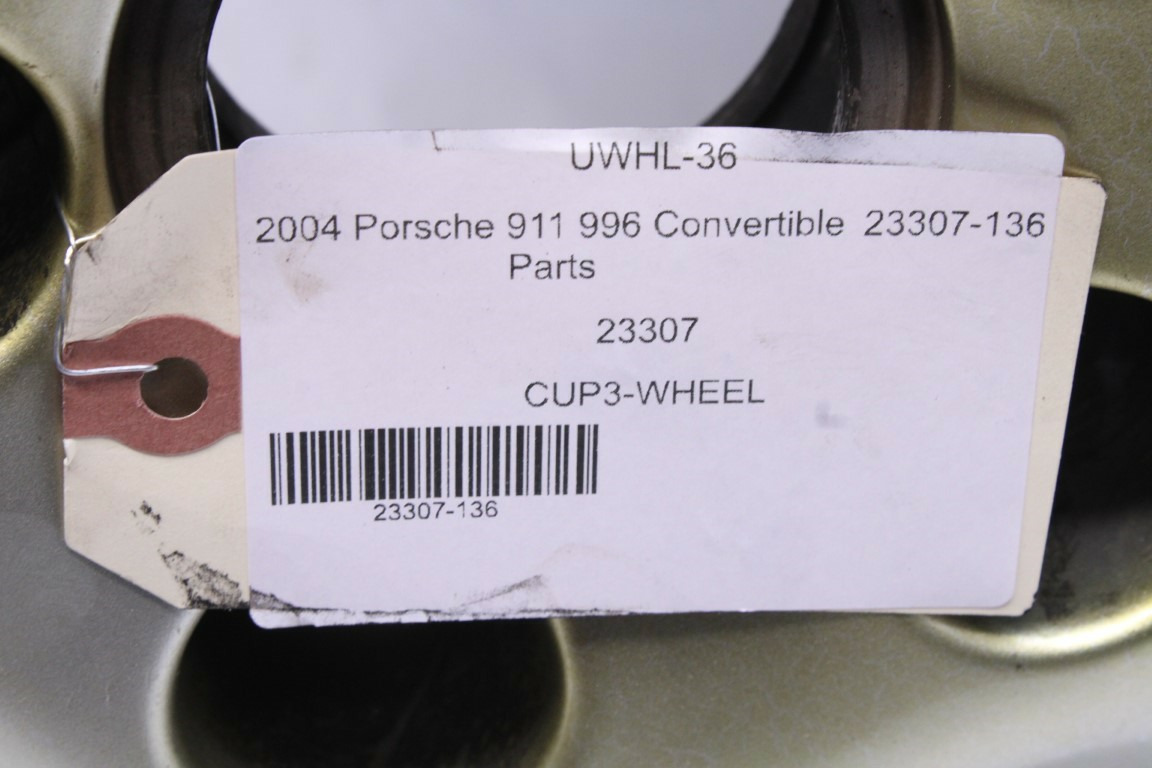 UWHL-36
2004 Porsche 911 996 Convertible 23307-136
Parts
23307
CUP3-WHEEL
23307-136